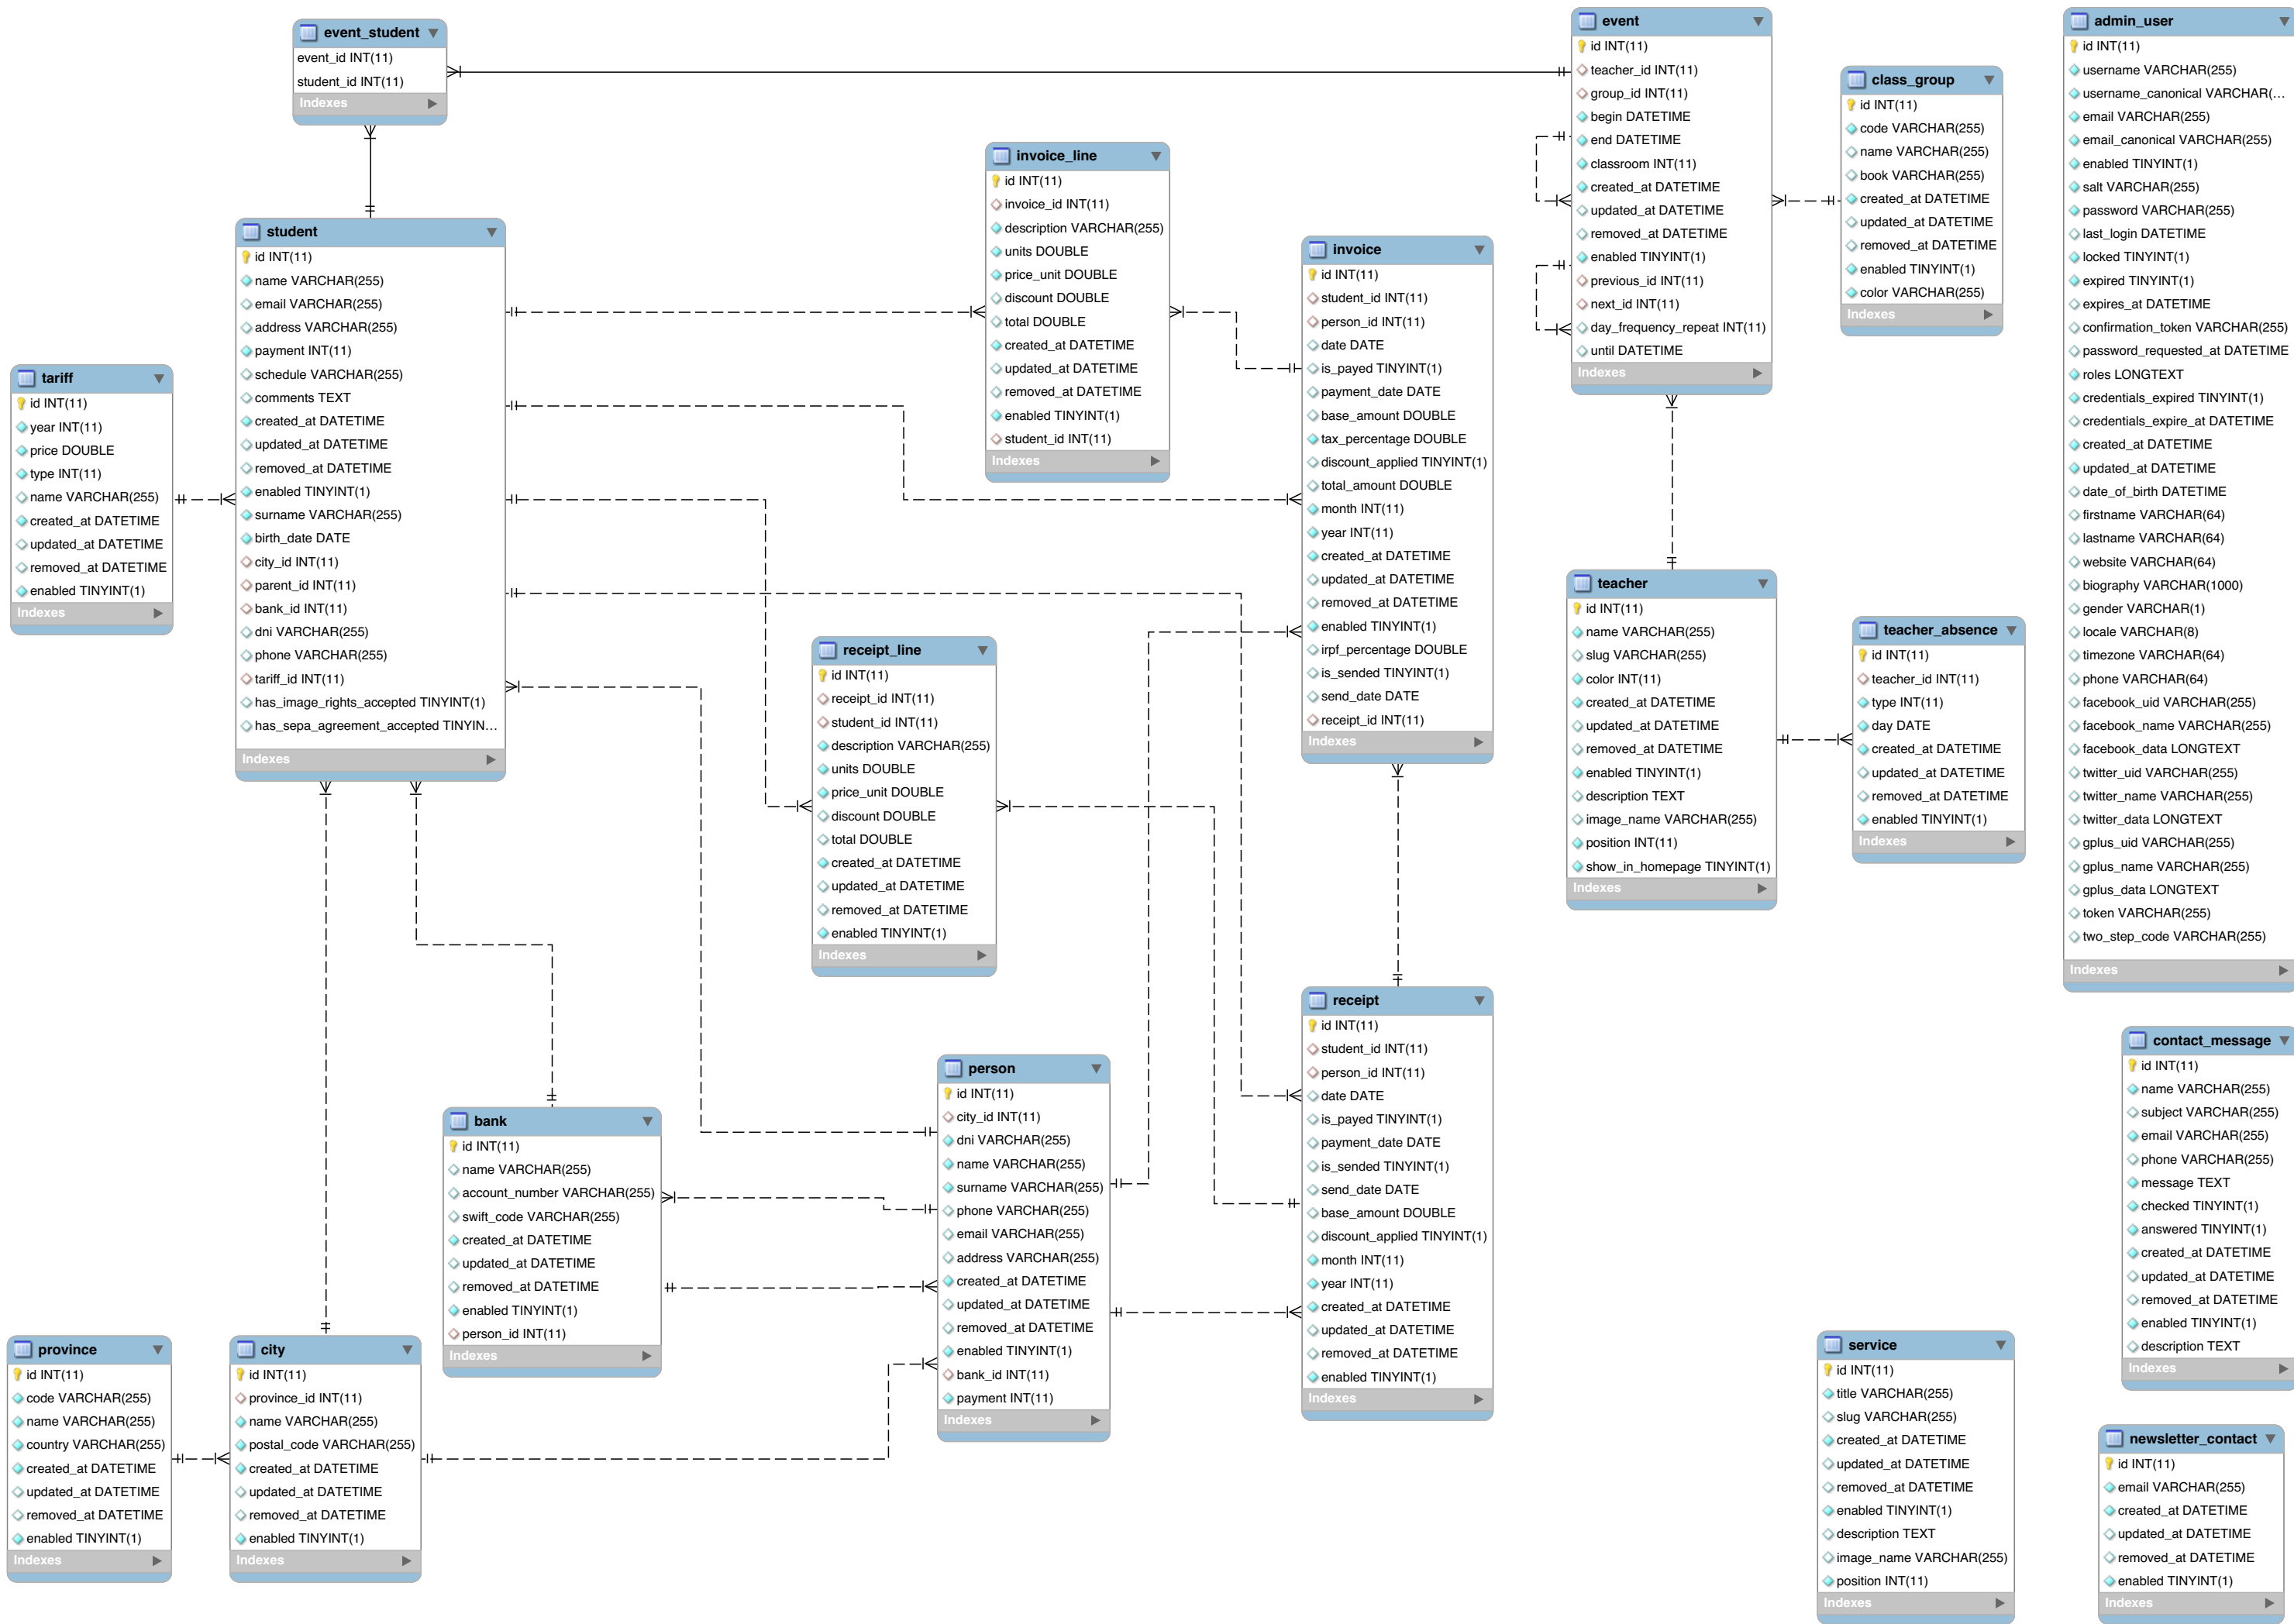 event_student
event_id INT(11)
student_id INT(11)
Indexes
student
id INT(11)
name VARCHAR(255)
email VARCHAR(255)
address VARCHAR(255)
payment INT(11)
schedule VARCHAR(255)
comments TEXT
created_at DATETIME
updated_at DATETIME
removed_at DATETIME
enabled TINYINT(1)
surname VARCHAR(255)
birth_date DATE
city_id INT(11)
parent_id INT(11)
bank_id INT(11)
dni VARCHAR(255)
phone VARCHAR(255)
tariff_id INT(11)
has_image_rights_accepted TINYINT(1)
has_sepa_agreement_accepted TINYIN...
Indexes
tariff
id INT(11)
year INT(11)
price DOUBLE
type INT(11)
name VARCHAR(255)
created_at DATETIME
updated_at DATETIME
removed_at DATETIME
enabled TINYINT(1)
Indexes
invoice_line
id INT(11)
invoice_id INT(11)
description VARCHAR(255)
units DOUBLE
price_unit DOUBLE
discount DOUBLE
total DOUBLE
created_at DATETIME
updated_at DATETIME
removed_at DATETIME
enabled TINYINT(1)
student_id INT(11)
Indexes
invoice
id INT(11)
student_id INT(11)
person_id INT(11)
date DATE
is_payed TINYINT(1)
payment_date DATE
base_amount DOUBLE
tax_percentage DOUBLE
discount_applied TINYINT(1)
total_amount DOUBLE
month INT(11)
year INT(11)
created_at DATETIME
updated_at DATETIME
removed_at DATETIME
enabled TINYINT(1)
irpf_percentage DOUBLE
is_sended TINYINT(1)
send_date DATE
receipt_id INT(11)
Indexes
event
id INT(11)
teacher_id INT(11)
group_id INT(11)
begin DATETIME
end DATETIME
classroom INT(11)
created_at DATETIME
updated_at DATETIME
removed_at DATETIME
enabled TINYINT(1)
previous_id INT(11)
next_id INT(11)
day_frequency_repeat INT(11)
until DATETIME
Indexes
class_group
id INT(11)
code VARCHAR(255)
name VARCHAR(255)
book VARCHAR(255)
created_at DATETIME
updated_at DATETIME
removed_at DATETIME
enabled TINYINT(1)
color VARCHAR(255)
Indexes
admin_user
id INT(11)
username VARCHAR(255)
username_canonical VARCHAR(...
email VARCHAR(255)
email_canonical VARCHAR(255)
enabled TINYINT(1)
salt VARCHAR(255)
password VARCHAR(255)
last_login DATETIME
locked TINYINT(1)
expired TINYINT(1)
expires_at DATETIME
confirmation_token VARCHAR(255)
password_requested_at DATETIME
roles LONGTEXT
credentials_expired TINYINT(1)
credentials_expire_at DATETIME
created_at DATETIME
updated_at DATETIME
date_of_birth DATETIME
firstname VARCHAR(64)
lastname VARCHAR(64)
website VARCHAR(64)
biography VARCHAR(1000)
gender VARCHAR(1)
locale VARCHAR(8)
timezone VARCHAR(64)
phone VARCHAR(64)
facebook_uid VARCHAR(255)
facebook_name VARCHAR(255)
facebook_data LONGTEXT
twitter_uid VARCHAR(255)
twitter_name VARCHAR(255)
twitter_data LONGTEXT
gplus_uid VARCHAR(255)
gplus_name VARCHAR(255)
gplus_data LONGTEXT
token VARCHAR(255)
two_step_code VARCHAR(255)
Indexes
teacher
id INT(11)
name VARCHAR(255)
slug VARCHAR(255)
color INT(11)
created_at DATETIME
updated_at DATETIME
removed_at DATETIME
enabled TINYINT(1)
description TEXT
image_name VARCHAR(255)
position INT(11)
show_in_homepage TINYINT(1)
Indexes
teacher_absence
id INT(11)
teacher_id INT(11)
type INT(11)
day DATE
created_at DATETIME
updated_at DATETIME
removed_at DATETIME
enabled TINYINT(1)
Indexes
receipt_line
id INT(11)
receipt_id INT(11)
student_id INT(11)
description VARCHAR(255)
units DOUBLE
price_unit DOUBLE
discount DOUBLE
total DOUBLE
created_at DATETIME
updated_at DATETIME
removed_at DATETIME
enabled TINYINT(1)
Indexes
receipt
id INT(11)
student_id INT(11)
person_id INT(11)
date DATE
is_payed TINYINT(1)
payment_date DATE
is_sended TINYINT(1)
send_date DATE
base_amount DOUBLE
discount_applied TINYINT(1)
month INT(11)
year INT(11)
created_at DATETIME
updated_at DATETIME
removed_at DATETIME
enabled TINYINT(1)
Indexes
person
id INT(11)
city_id INT(11)
dni VARCHAR(255)
name VARCHAR(255)
surname VARCHAR(255)
phone VARCHAR(255)
email VARCHAR(255)
address VARCHAR(255)
created_at DATETIME
updated_at DATETIME
removed_at DATETIME
enabled TINYINT(1)
bank_id INT(11)
payment INT(11)
Indexes
bank
id INT(11)
name VARCHAR(255)
account_number VARCHAR(255)
swift_code VARCHAR(255)
created_at DATETIME
updated_at DATETIME
removed_at DATETIME
enabled TINYINT(1)
person_id INT(11)
Indexes
province
id INT(11)
code VARCHAR(255)
name VARCHAR(255)
country VARCHAR(255)
created_at DATETIME
updated_at DATETIME
removed_at DATETIME
enabled TINYINT(1)
Indexes
city
id INT(11)
province_id INT(11)
name VARCHAR(255)
postal_code VARCHAR(255)
created_at DATETIME
updated_at DATETIME
removed_at DATETIME
enabled TINYINT(1)
Indexes
contact_message
id INT(11)
name VARCHAR(255)
subject VARCHAR(255)
email VARCHAR(255)
phone VARCHAR(255)
message TEXT
checked TINYINT(1)
answered TINYINT(1)
created_at DATETIME
updated_at DATETIME
removed_at DATETIME
enabled TINYINT(1)
description TEXT
Indexes
service
id INT(11)
title VARCHAR(255)
slug VARCHAR(255)
created_at DATETIME
updated_at DATETIME
removed_at DATETIME
enabled TINYINT(1)
description TEXT
image_name VARCHAR(255)
position INT(11)
Indexes
newsletter_contact
id INT(11)
email VARCHAR(255)
created_at DATETIME
updated_at DATETIME
removed_at DATETIME
enabled TINYINT(1)
Indexes